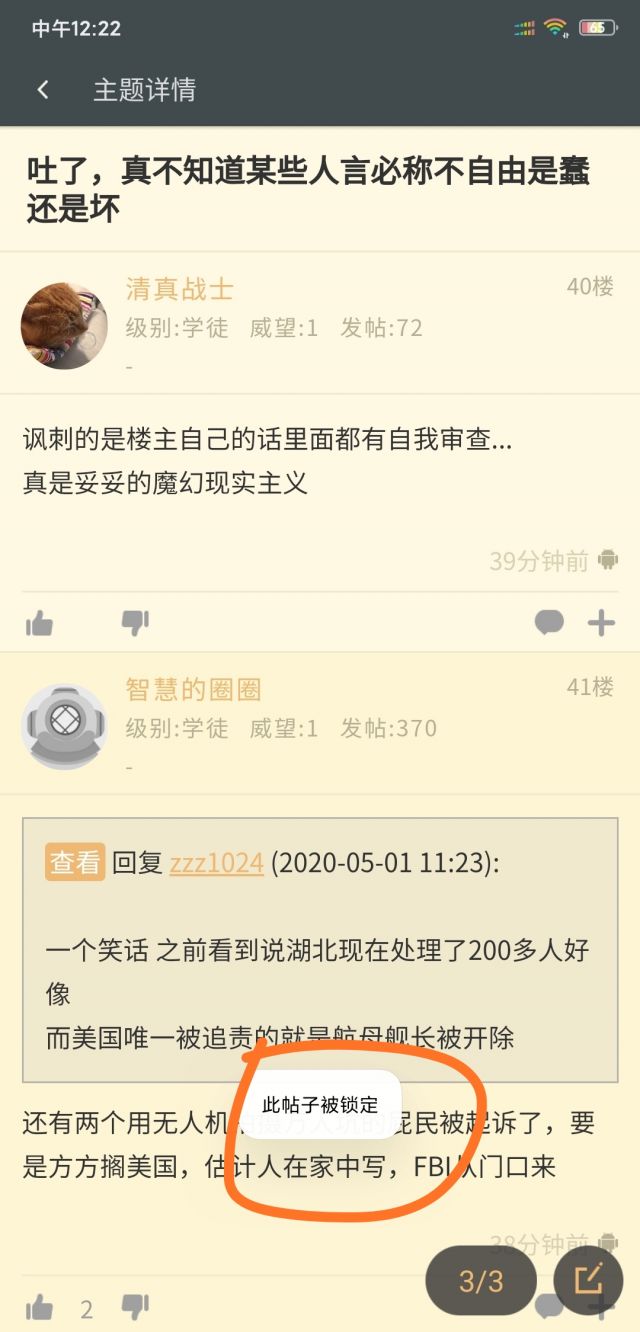 中午12:22
65
主题详情
吐了，真不知道某些人言必称不自由是蠢
还是坏
清真战士
40楼
级别:学徒 威望:1 发帖:72
-
讽刺的是楼主自己的话里面都有自我审查...
真是妥妥的魔幻现实主义
39分钟前
智慧的圈圈
41楼
级别:学徒 威望:1 发帖:370
-
查看 回复 zzz1024 (2020-05-01 11:23):
一个笑话 之前看到说湖北现在处理了200多人好
像
而美国唯一被追责的就是航母舰长被开除
此帖子被锁定
还有两个用无人机拍摄万人坑的屁民被起诉了，要
是方方搁美国，估计人在家中写，FBI从门口来
38分钟前
3/3
2